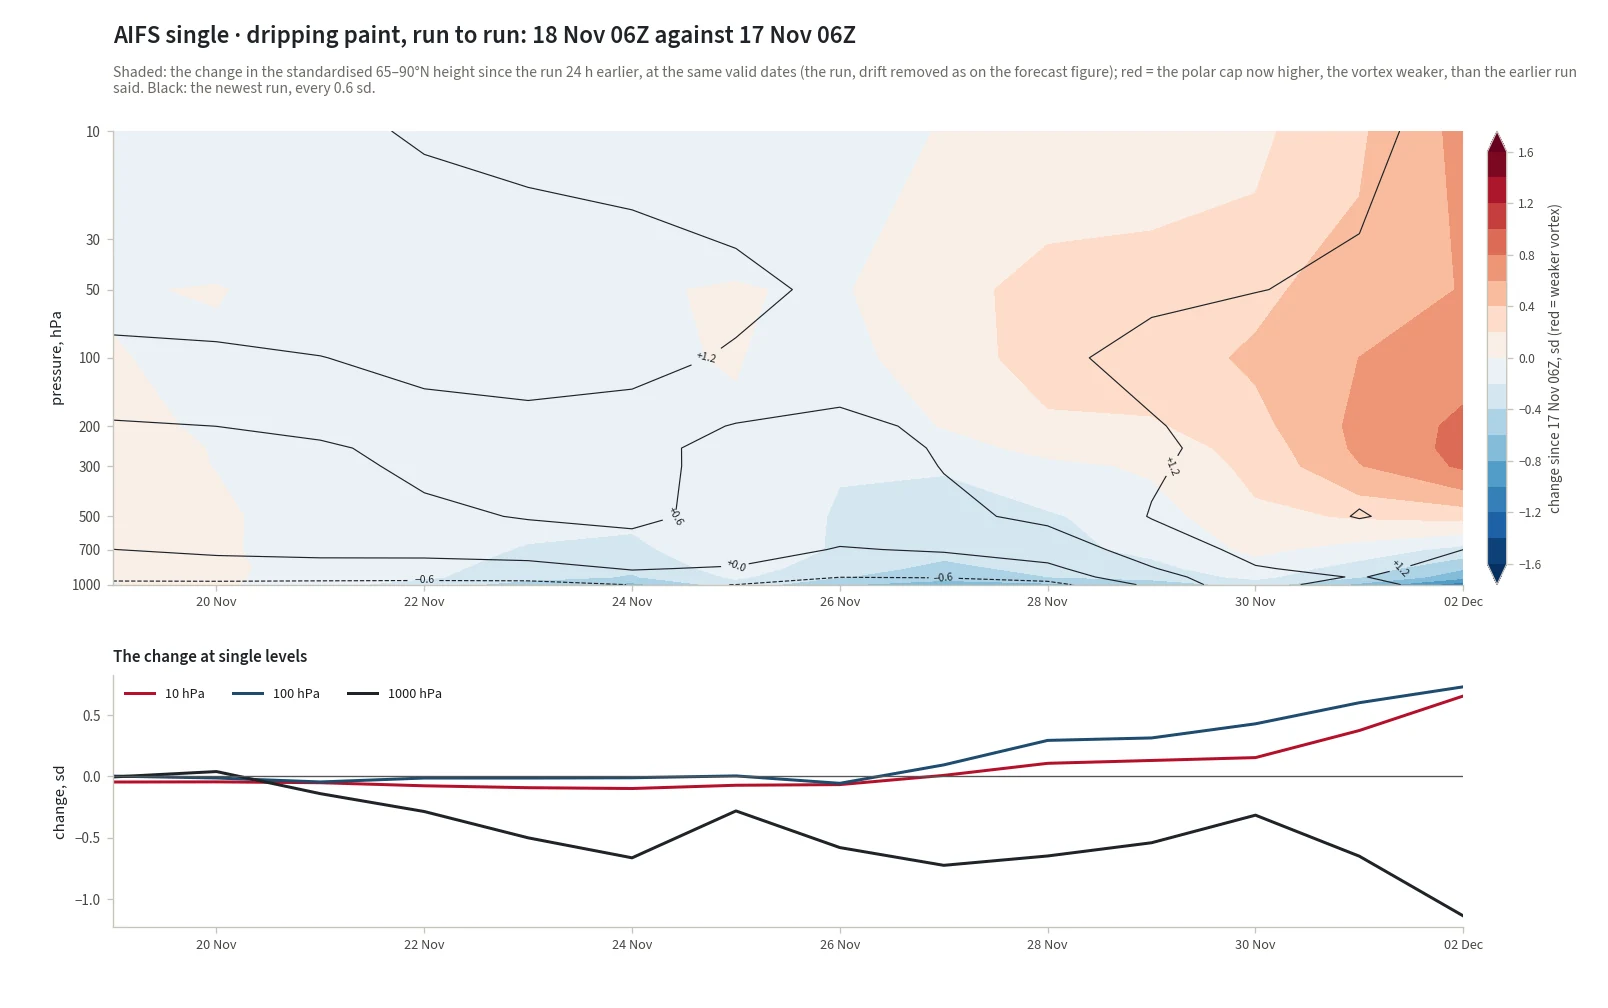 AIFS single · dripping paint, run to run: 18 Nov 06Z against 17 Nov 06Z
Shaded: the change in the standardised 65–90°N height since the run 24 h earlier, at the same valid dates (the run, drift removed as on the forecast figure); red = the polar cap now higher, the vortex weaker, than the earlier run
said. Black: the newest run, every 0.6 sd.
pressure, hPa
10
30
50
100
200
300
500
700
1000
+1.2
+0.6
+0.0
−0.6
−0.6
+1.2
+1.2
20 Nov
22 Nov
24 Nov
26 Nov
28 Nov
30 Nov
02 Dec
1.6
1.2
0.8
0.4
0.0
−0.4
−0.8
−1.2
−1.6
change since 17 Nov 06Z, sd (red = weaker vortex)
The change at single levels
10 hPa
100 hPa
1000 hPa
change, sd
0.5
0.0
−0.5
−1.0
20 Nov
22 Nov
24 Nov
26 Nov
28 Nov
30 Nov
02 Dec